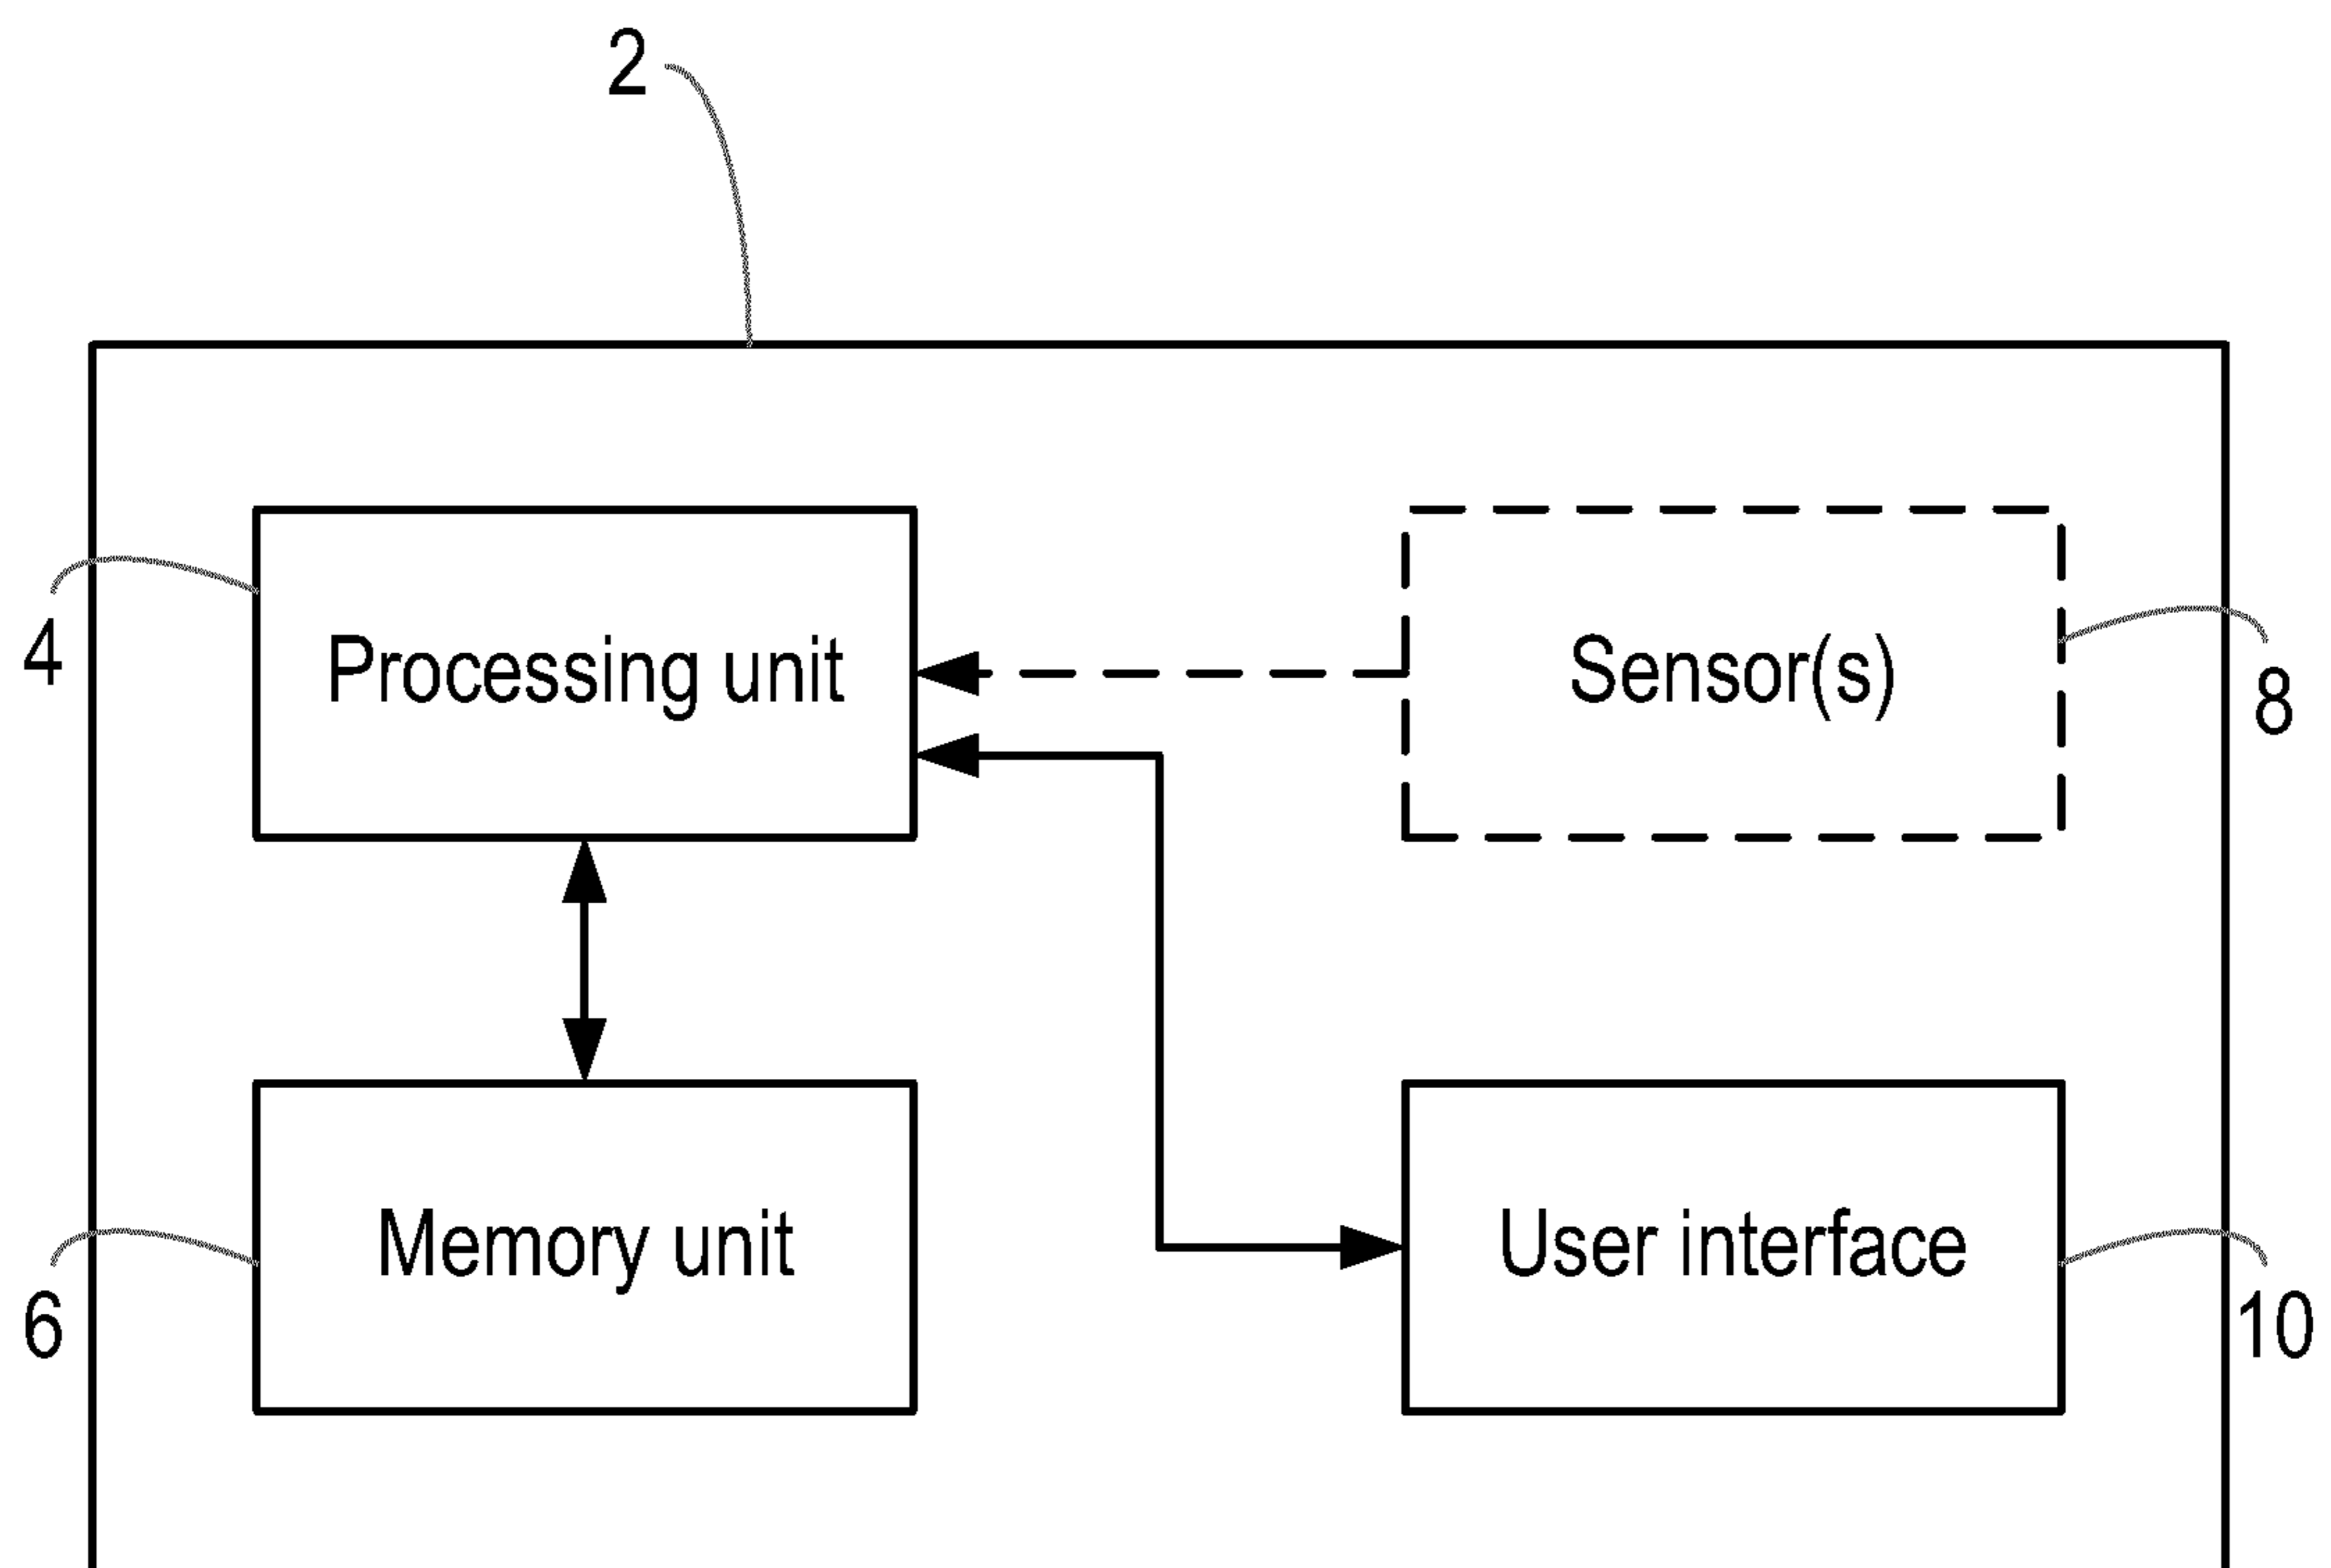 2
4
Processing unit
Sensor(s)
8
Memory unit
User interface
6
10